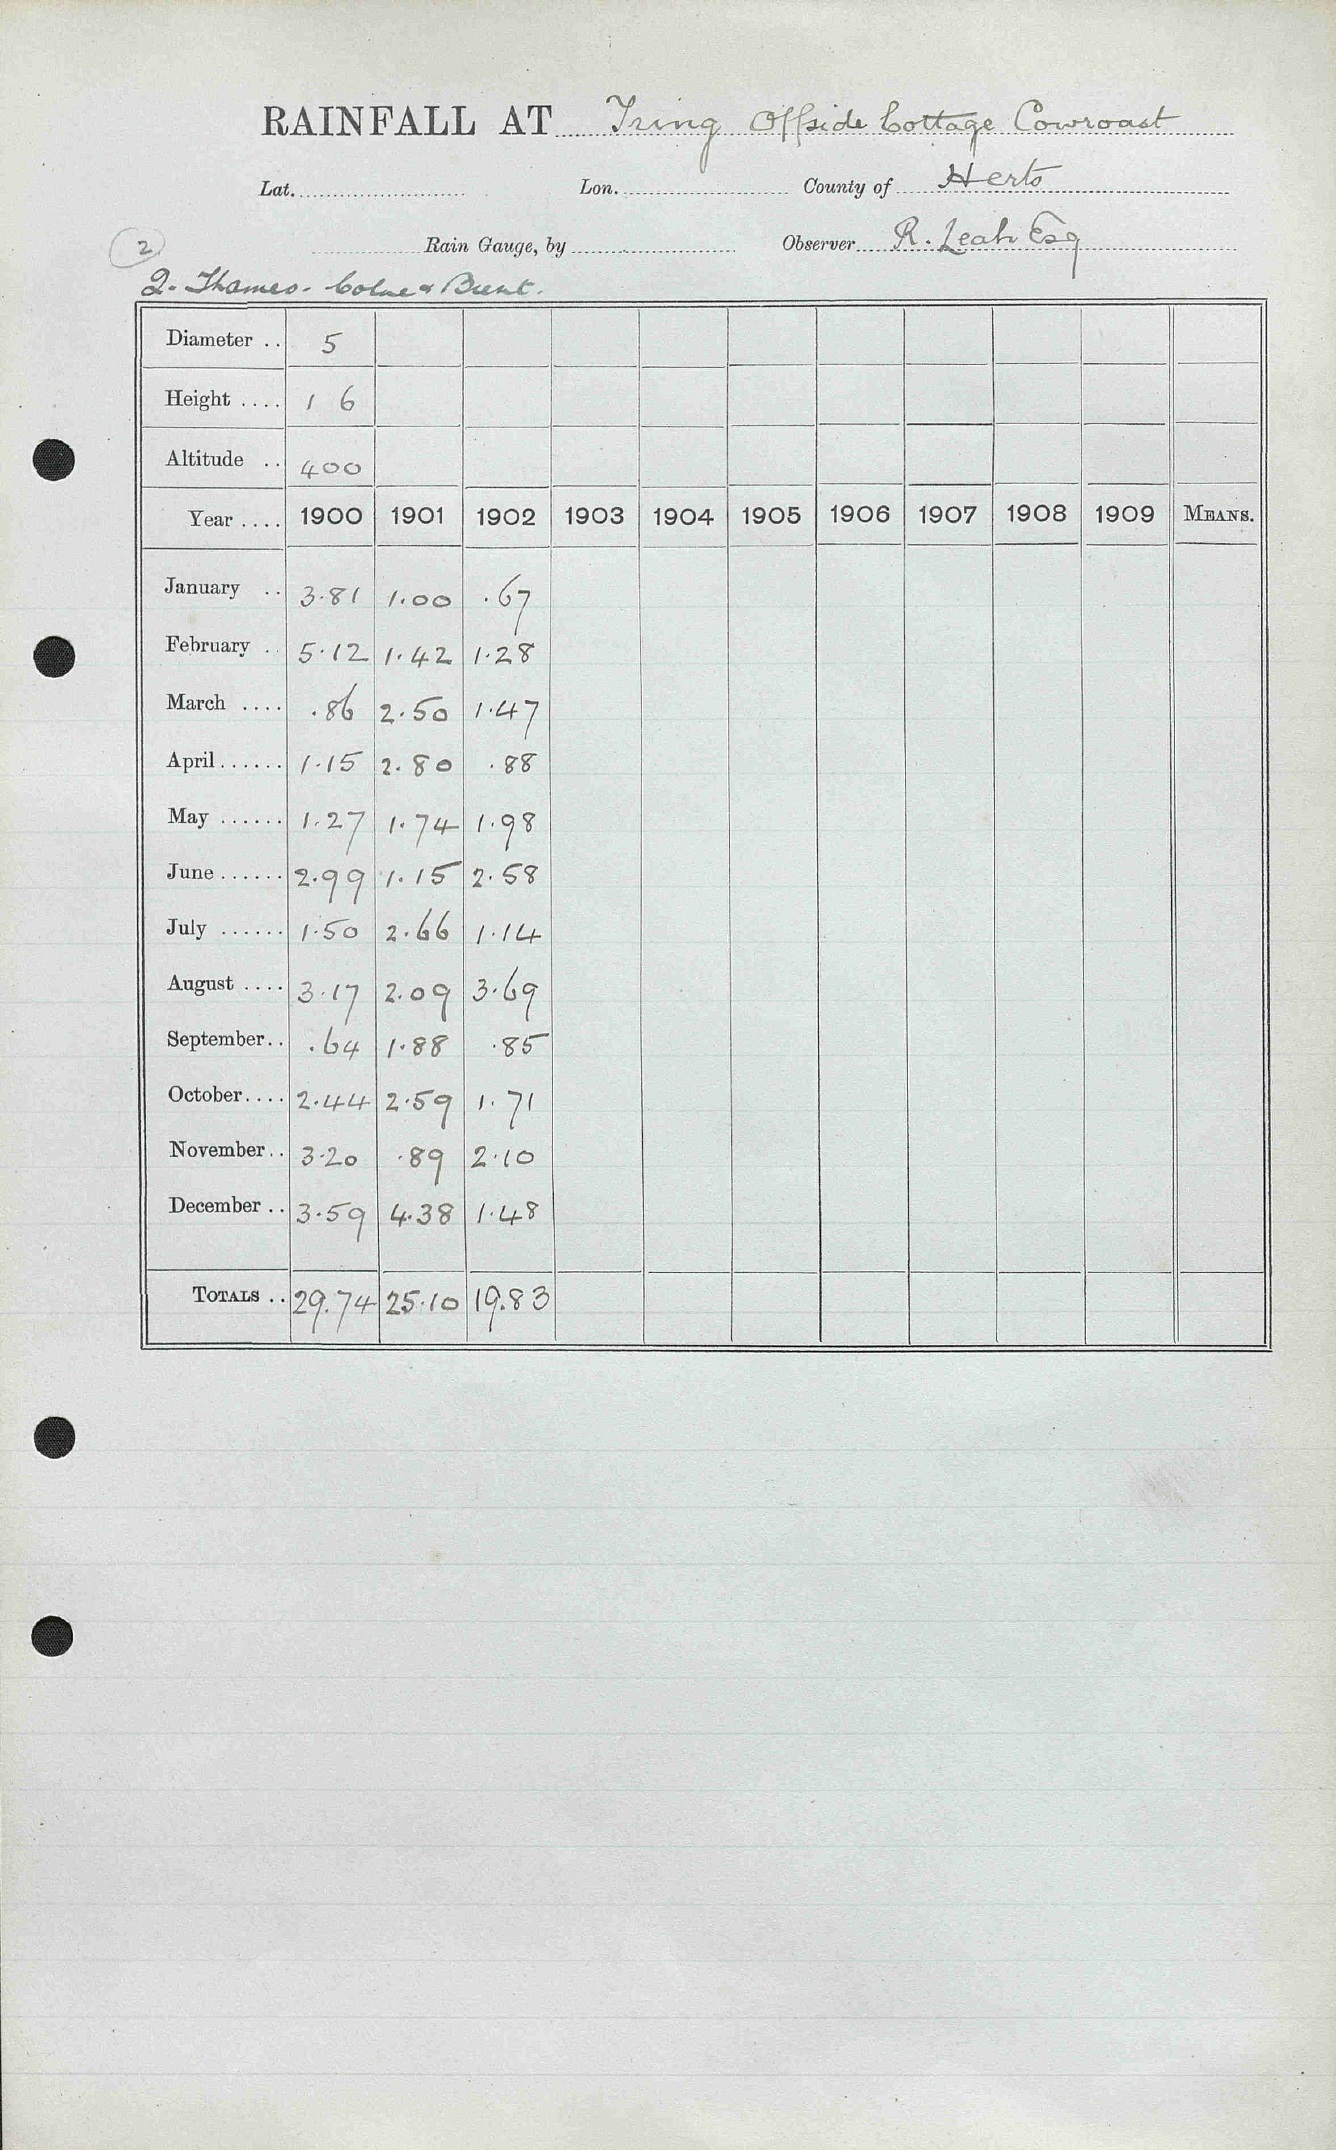 RAINFALL AT Tring Offside Cottage Cowroast
Lat. Lon. County of Herts
2 Rain Gauge, by Observer R. Leah Esq
2. Thames. Colne & Brent.
Diameter .. 5
Height .... 1 6
Altitude .. 400
Year .... 1900 1901 1902 1903 1904 1905 1906 1907 1908 1909 MEANS.
January .. 3.81 1.00 .67
February .. 5.12 1.42 1.28
March .... .86 2.50 1.47
April...... 1.15 2.80 .88
May ...... 1.27 1.74 1.98
June...... 2.99 1.15 2.58
July ...... 1.50 2.66 1.14
August .... 3.17 2.09 3.69
September.. .64 1.88 .85
October.... 2.44 2.59 1.71
November.. 3.20 .89 2.10
December .. 3.59 4.38 1.48
TOTALS .. 29.74 25.10 19.83